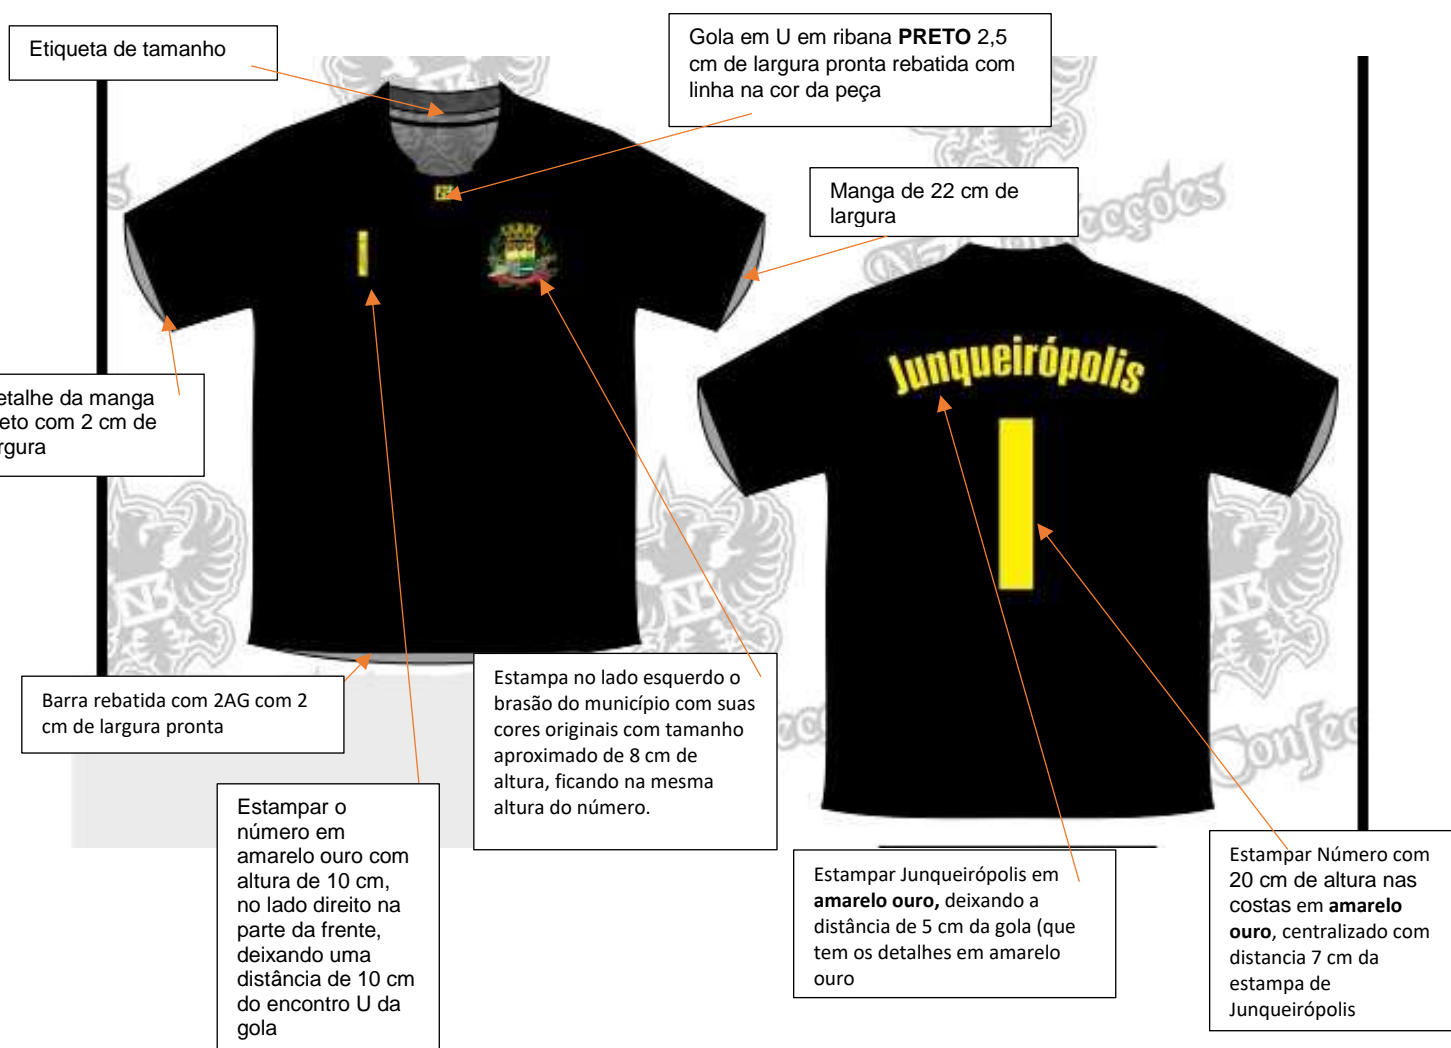 Etiqueta de tamanho
Gola em U em ribana PRETO 2,5
cm de largura pronta rebatida com
linha na cor da peça
Manga de 22 cm de
largura
etalhe da manga
eto com 2 cm de
rgura
Junqueirópolis
1
1
Barra rebatida com 2AG com 2
cm de largura pronta
Estampa no lado esquerdo o
brasão do município com suas
cores originais com tamanho
aproximado de 8 cm de
altura, ficando na mesma
altura do número.
Estampar o
número em
amarelo ouro com
altura de 10 cm,
no lado direito na
parte da frente,
deixando uma
distância de 10 cm
do encontro U da
gola
Estampar Junqueirópolis em
amarelo ouro, deixando a
distância de 5 cm da gola (que
tem os detalhes em amarelo
ouro
Estampar Número com
20 cm de altura nas
costas em amarelo
ouro, centralizado com
distancia 7 cm da
estampa de
Junqueirópolis